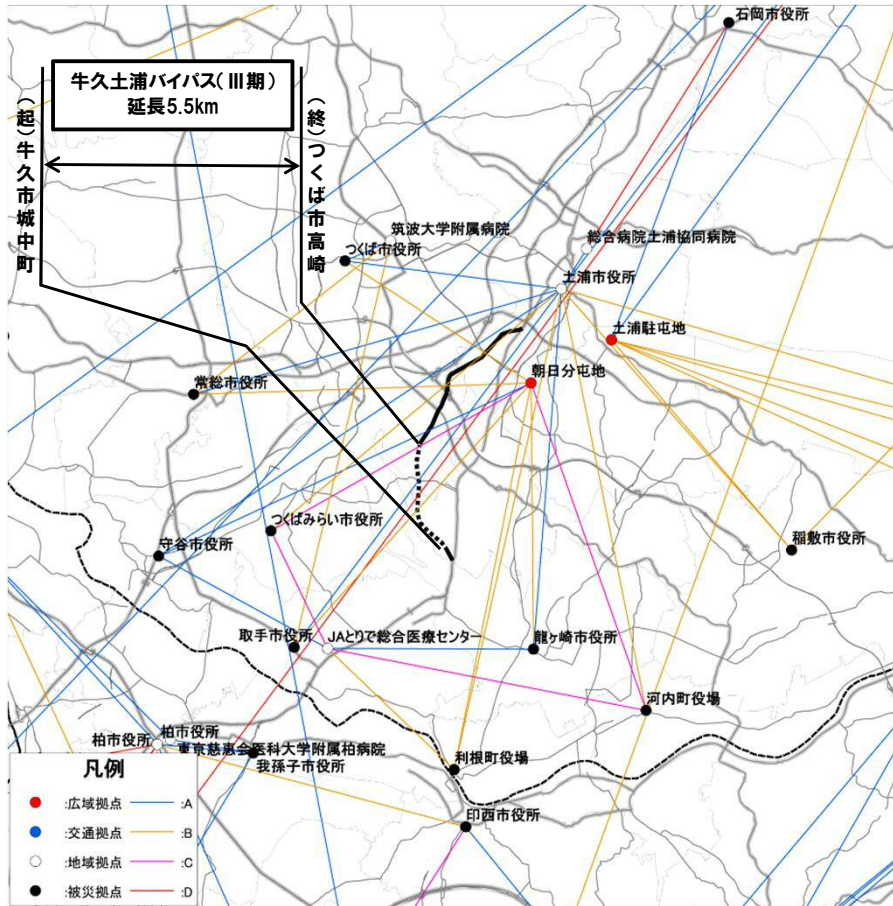 石岡市役所
牛久土浦バイパス(Ⅲ期)
延長5.5km
(起)牛久市城中町
(終)つくば市高崎
筑波大学附属病院
つくば市役所
総合病院土浦協同病院
土浦市役所
土浦駐屯地
朝日分屯地
常総市役所
つくばみらい市役所
守谷市役所
稲敷市役所
取手市役所
JAとりで総合医療センター
龍ヶ崎市役所
河内町役場
柏市役所
柏市役所
東京慈恵会医科大学附属柏病院
我孫子市役所
利根町役場
印西市役所
凡例
:広域拠点
:A
:交通拠点
:B
:地域拠点
:C
:被災拠点
:D